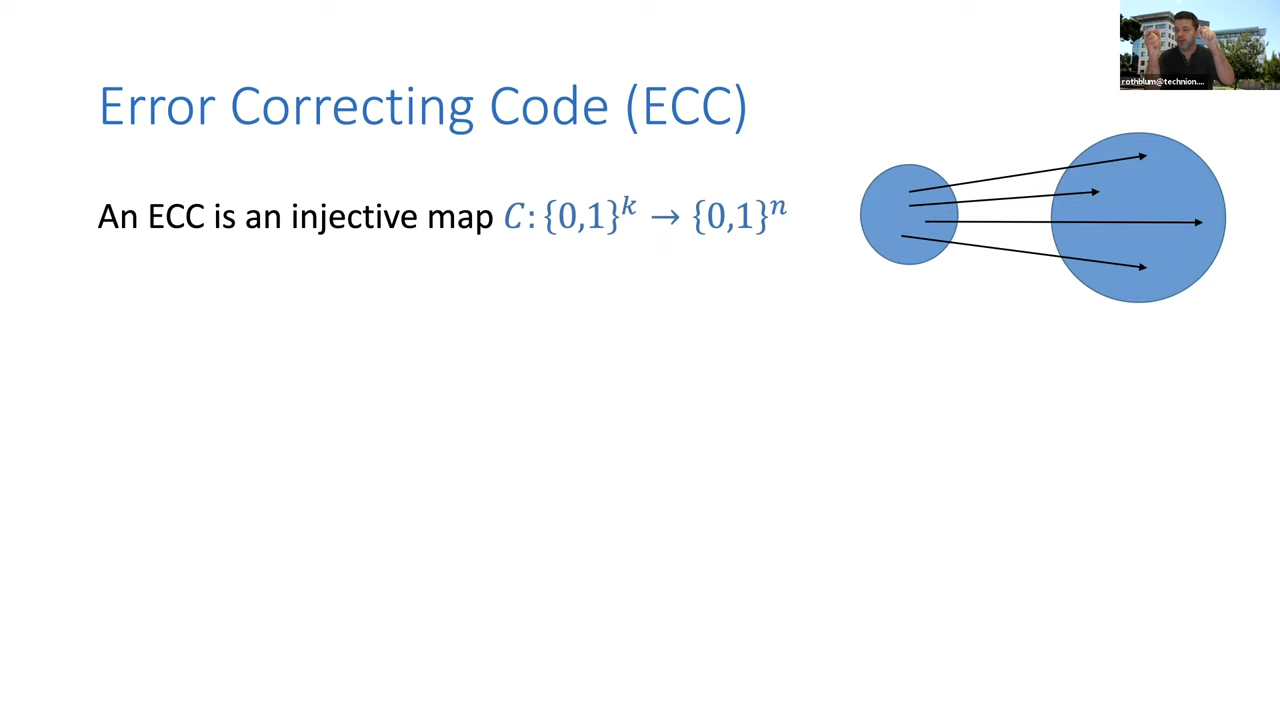 rothblum@technion....
Error Correcting Code (ECC)
An ECC is an injective map C: {0,1}^k → {0,1}^n